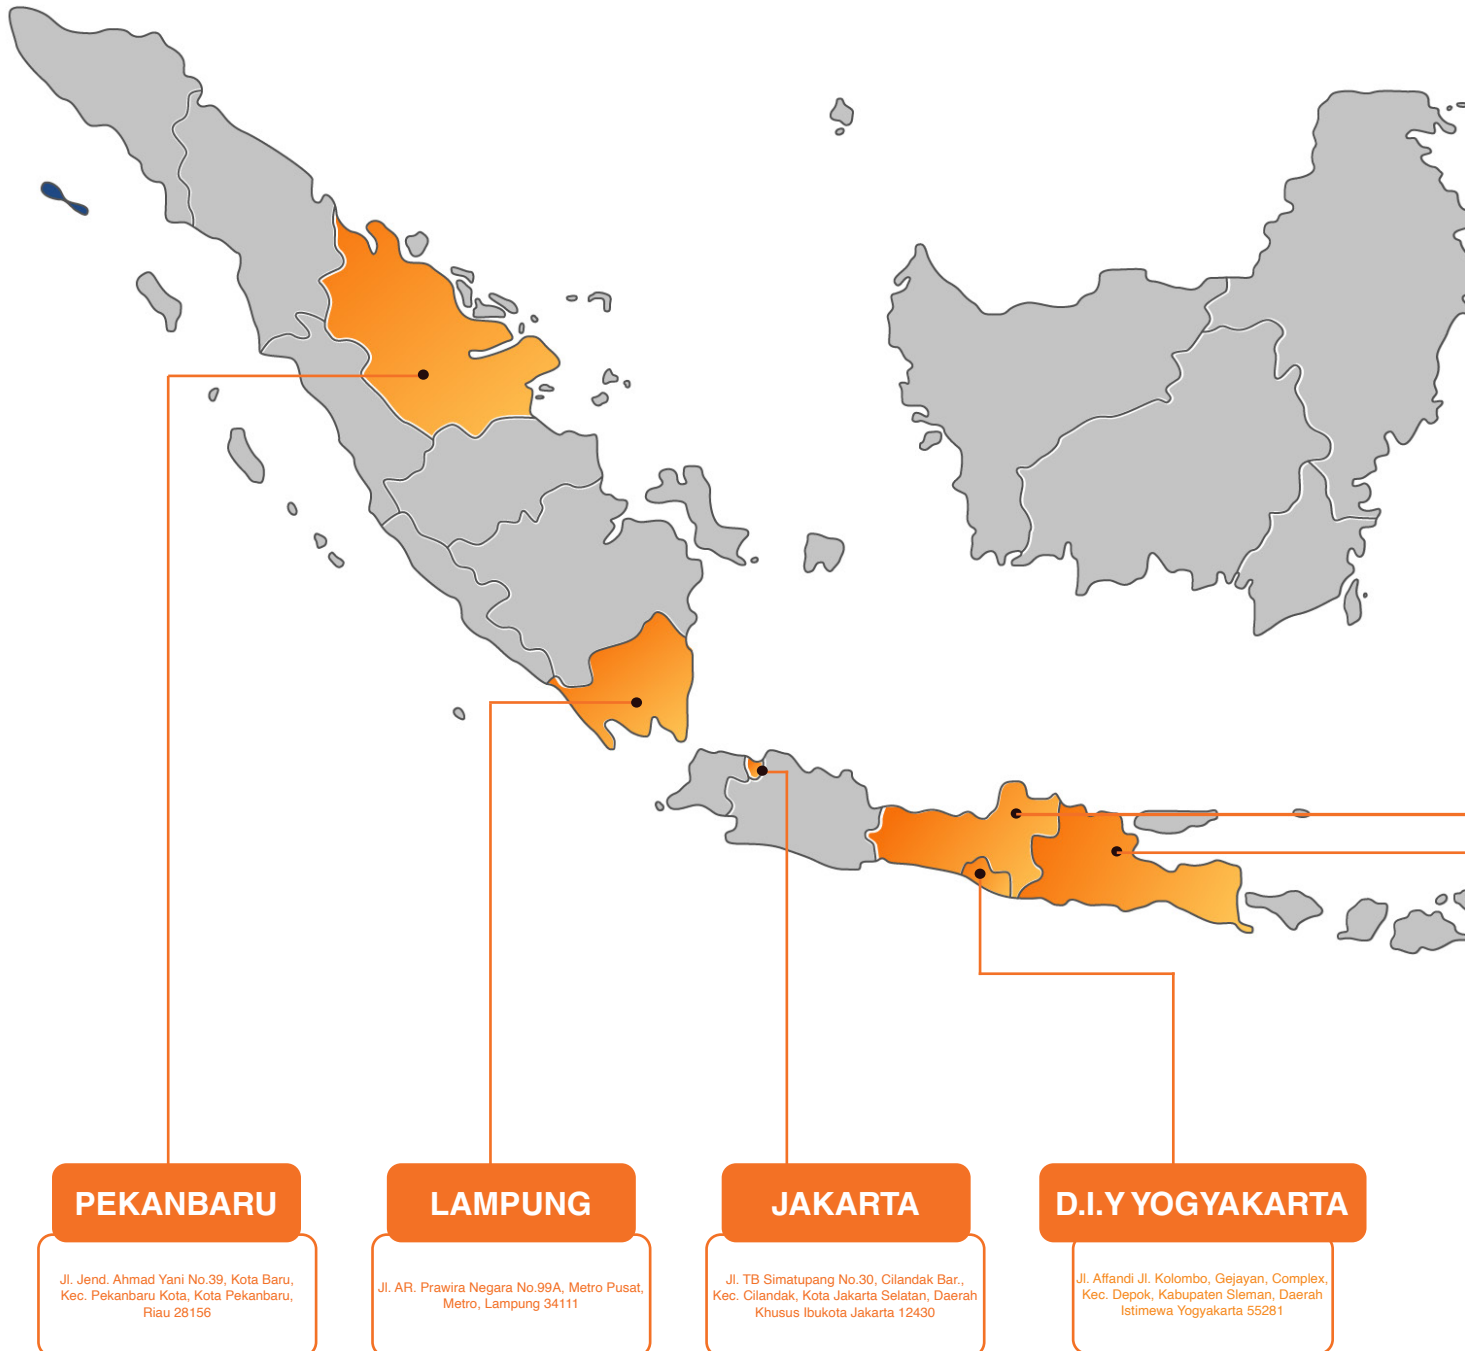 PEKANBARU
Jl. Jend. Ahmad Yani No.39, Kota Baru,
Kec. Pekanbaru Kota, Kota Pekanbaru,
Riau 28156
LAMPUNG
Jl. AR. Prawira Negara No.99A, Metro Pusat,
Metro, Lampung 34111
JAKARTA
Jl. TB Simatupang No.30, Cilandak Bar.,
Kec. Cilandak, Kota Jakarta Selatan, Daerah
Khusus Ibukota Jakarta 12430
D.I.Y YOGYAKARTA
Jl. Affandi Jl. Kolombo, Gejayan, Complex,
Kec. Depok, Kabupaten Sleman, Daerah
Istimewa Yogyakarta 55281